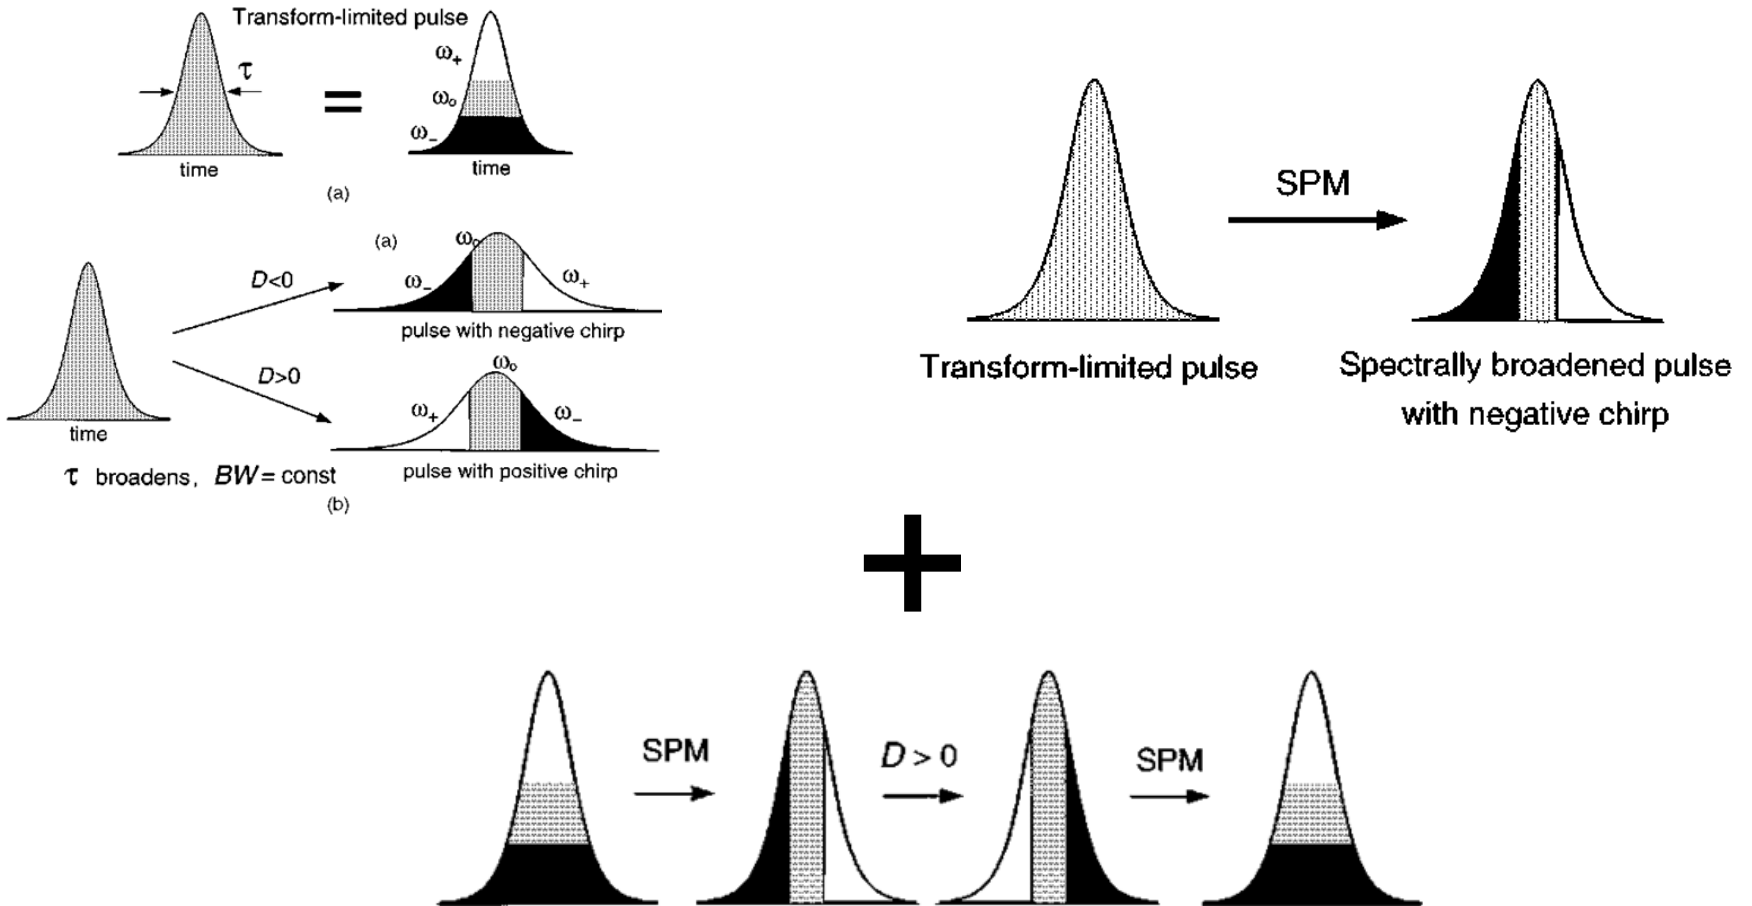 Transform-limited pulse
τ
=
ω₊
ω₀
ω₋
time
time
(a)
(a)
D<0
ω₋
ω₀
ω₊
pulse with negative chirp
D>0
ω₊
ω₀
ω₋
pulse with positive chirp
time
τ broadens, BW = const
(b)
SPM
Transform-limited pulse
Spectrally broadened pulse
with negative chirp
+
SPM
D > 0
SPM